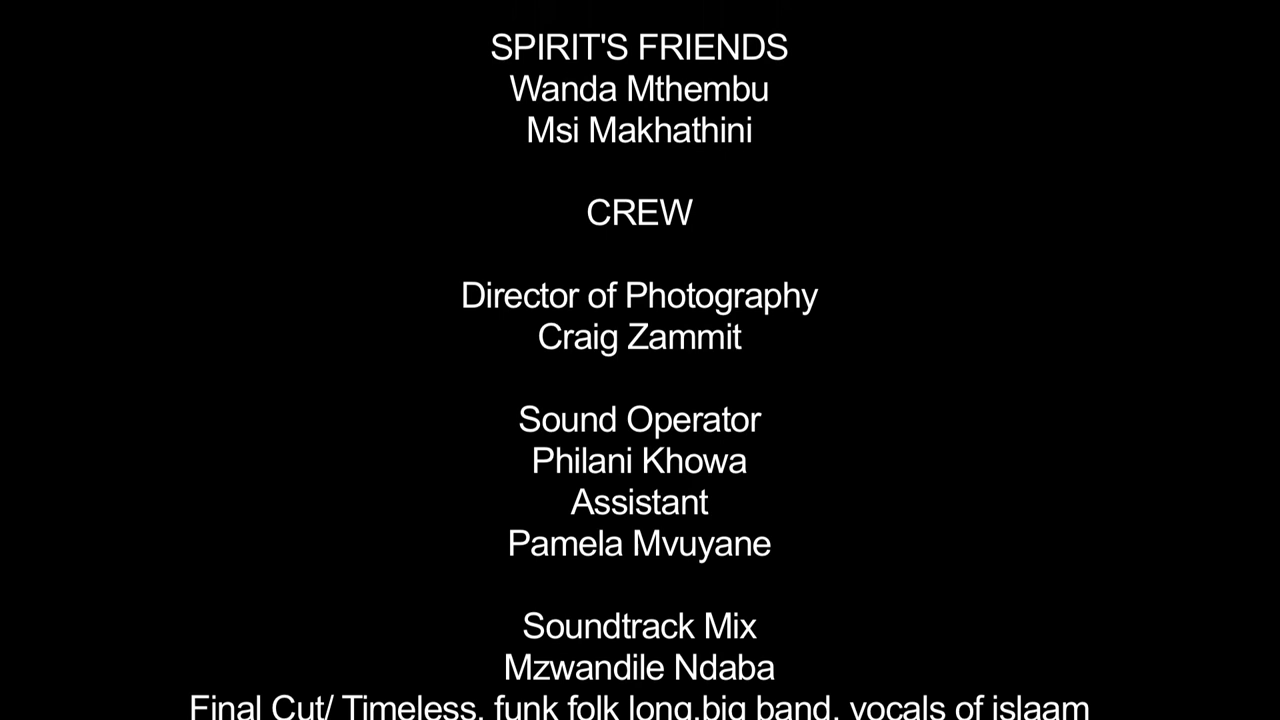 SPIRIT'S FRIENDS
Wanda Mthembu
Msi Makhathini
CREW
Director of Photography
Craig Zammit
Sound Operator
Philani Khowa
Assistant
Pamela Mvuyane
Soundtrack Mix
Mzwandile Ndaba
Final Cut/ Timeless, funk folk long,big band, vocals of islaam